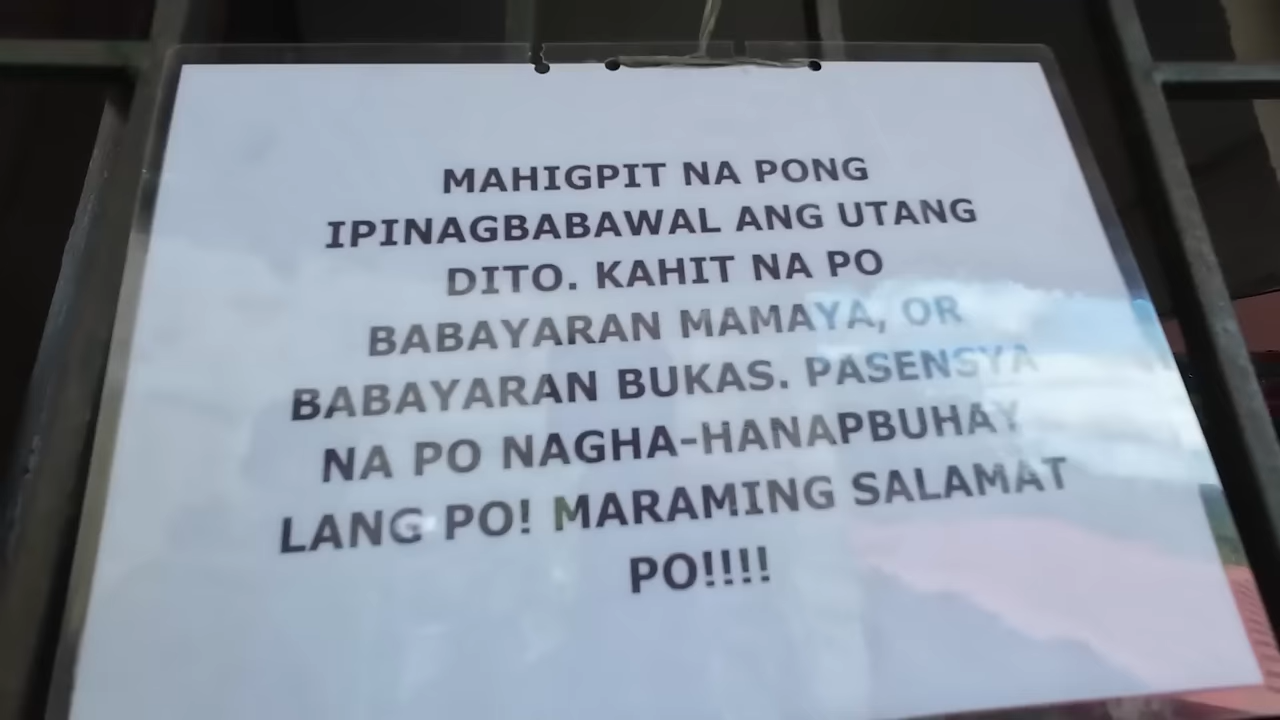 MAHIGPIT NA PONG
IPINAGBABAWAL ANG UTANG
DITO. KAHIT NA PO
BABAYARAN MAMAYA, OR
BABAYARAN BUKAS. PASENSYA
NA PO NAGHA-HANAPBUHAY
LANG PO! MARAMING SALAMAT
PO!!!!